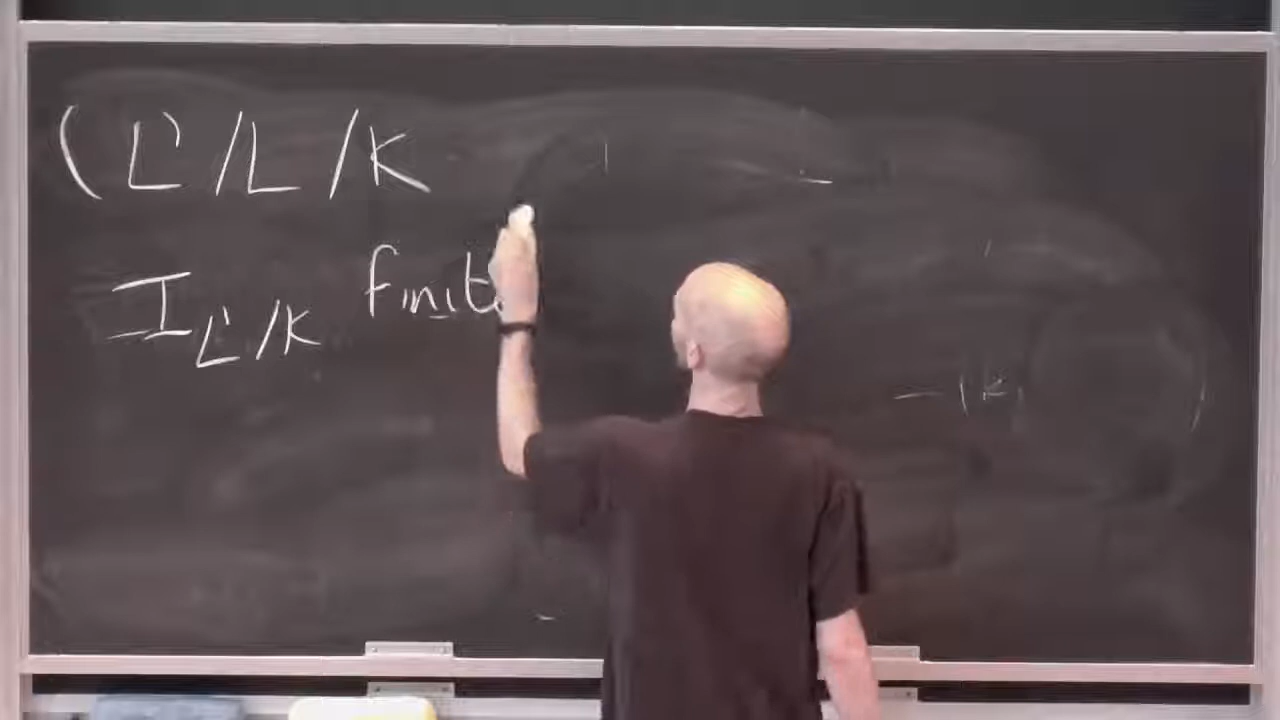 ( L' / L / K
I_{L'/K} finite